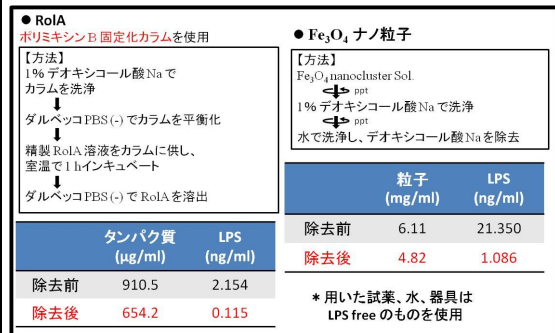 ● RolA
ポリミキシンB固定化カラムを使用
【方法】
1% デオキシコール酸Naで
カラムを洗浄
ダルベッコPBS(-)でカラムを平衡化
精製RolA溶液をカラムに供し、
室温で1 hインキュベート
ダルベッコPBS(-)でRolAを溶出
タンパク質 LPS
(μg/ml) (ng/ml)
除去前 910.5 2.154
除去後 654.2 0.115
● Fe₃O₄ ナノ粒子
【方法】
Fe₃O₄ nanocluster Sol.
ppt
1% デオキシコール酸Naで洗浄
ppt
水で洗浄し、デオキシコール酸Naを除去
粒子 LPS
(mg/ml) (ng/ml)
除去前 6.11 21.350
除去後 4.82 1.086
* 用いた試薬、水、器具は
LPS freeのものを使用